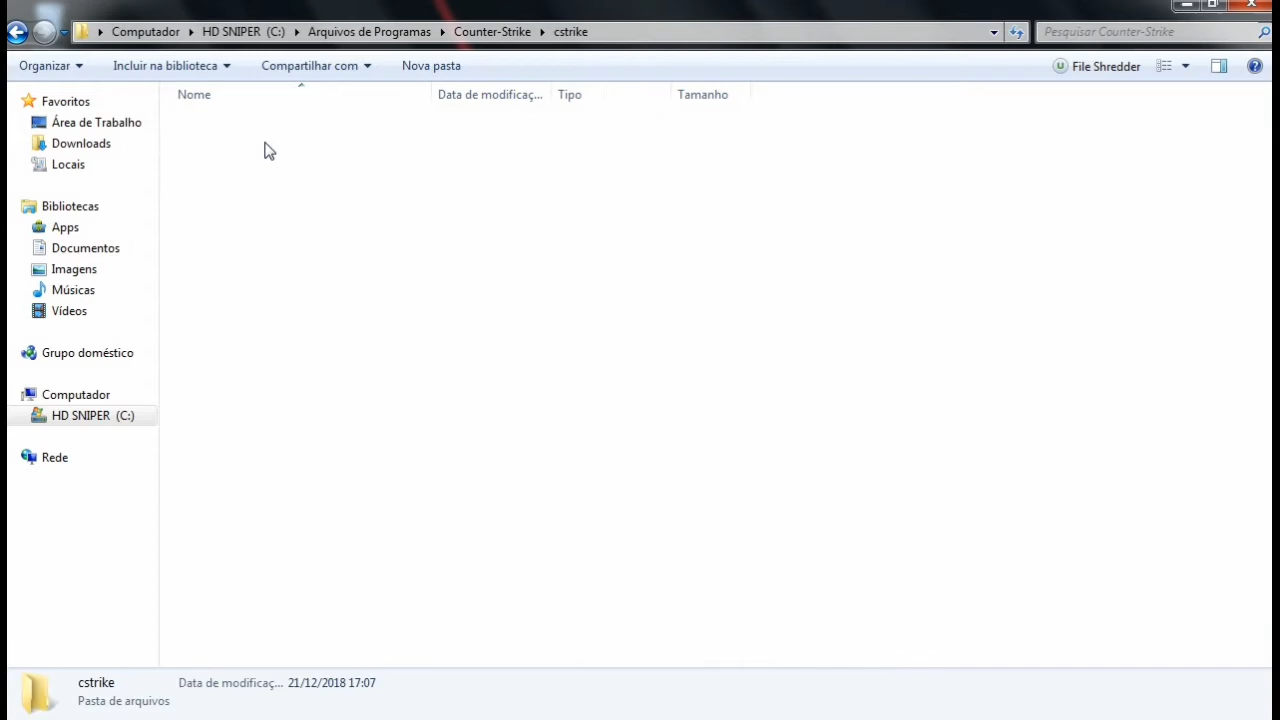 Computador HD SNIPER (C:) Arquivos de Programas Counter-Strike cstrike Pesquisar Counter-Strike
Organizar Incluir na biblioteca Compartilhar com Nova pasta File Shredder
Nome Data de modificaç... Tipo Tamanho
Favoritos
Área de Trabalho
Downloads
Locais
Bibliotecas
Apps
Documentos
Imagens
Músicas
Vídeos
Grupo doméstico
Computador
HD SNIPER (C:)
Rede
cstrike Data de modificaç... 21/12/2018 17:07
Pasta de arquivos